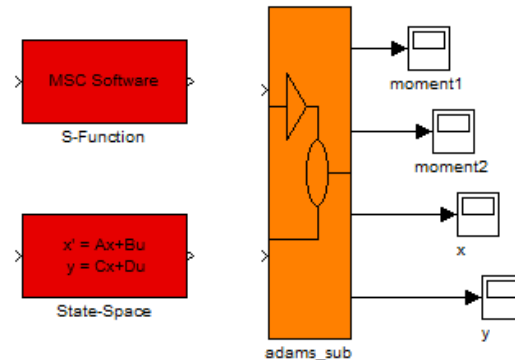 MSC Software
S-Function
x' = Ax+Bu
y = Cx+Du
State-Space
adams_sub
moment1
moment2
x
y